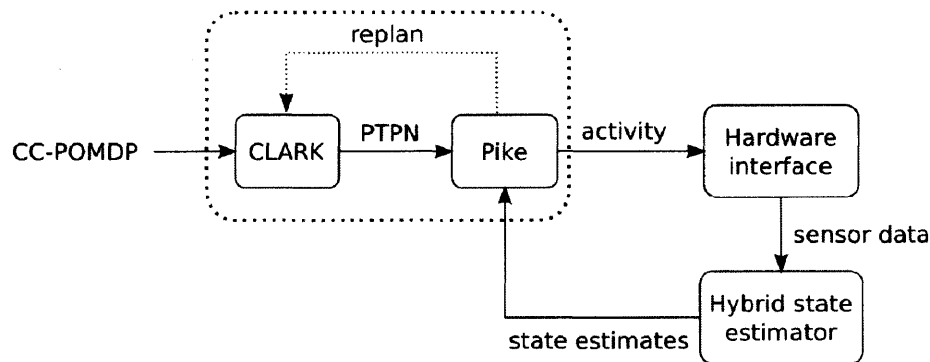 replan
CC-POMDP
CLARK
PTPN
Pike
activity
Hardware
interface
sensor data
Hybrid state
estimator
state estimates